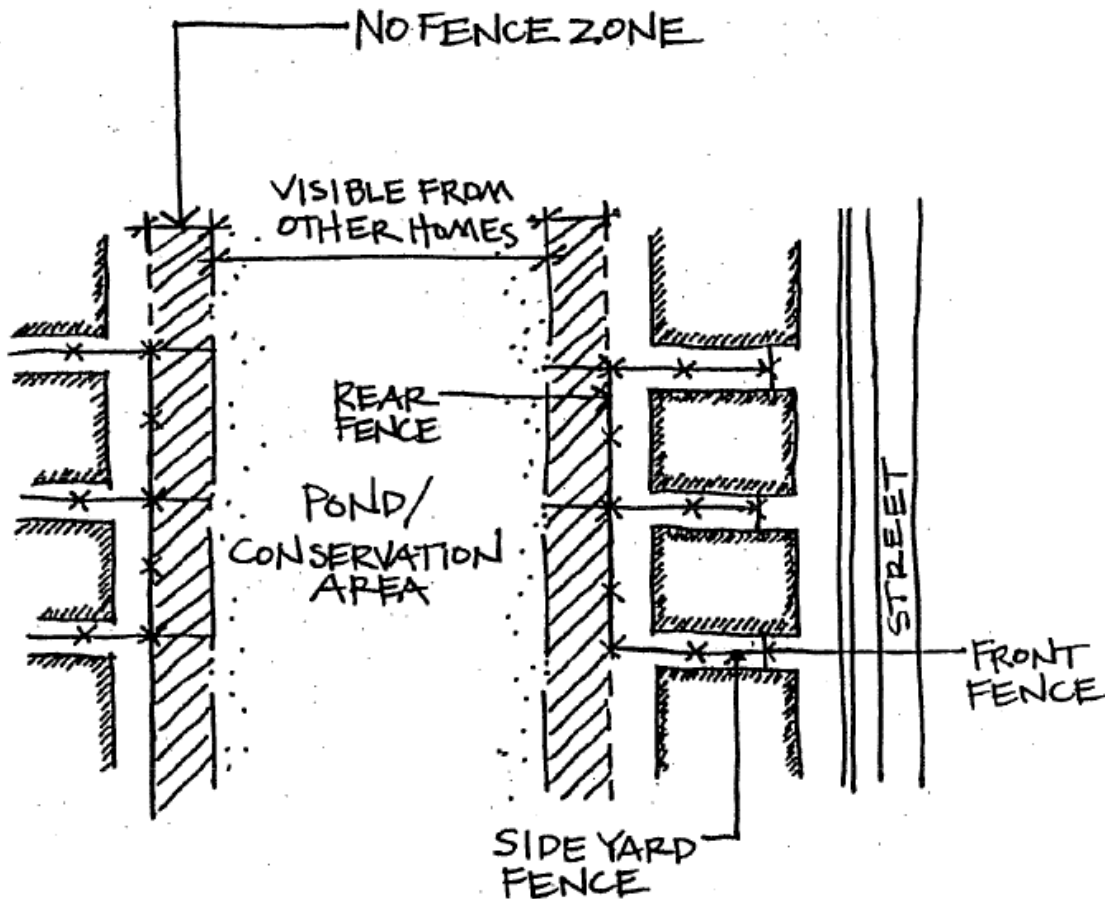 NO FENCE ZONE
VISIBLE FROM
OTHER HOMES
REAR
FENCE
POND/
CONSERVATION
AREA
STREET
FRONT
FENCE
SIDE YARD
FENCE